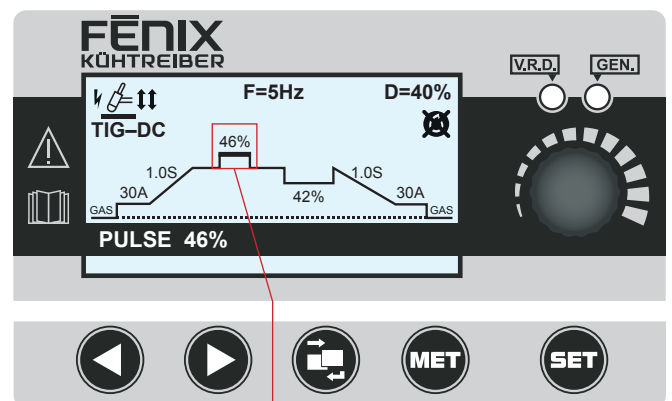 FĒNIX
KÜHTREIBER
V.R.D. GEN.
F=5Hz D=40%
TIG–DC
46%
1.0S 1.0S
30A 42% 30A
GAS GAS
PULSE 46%
MET SET